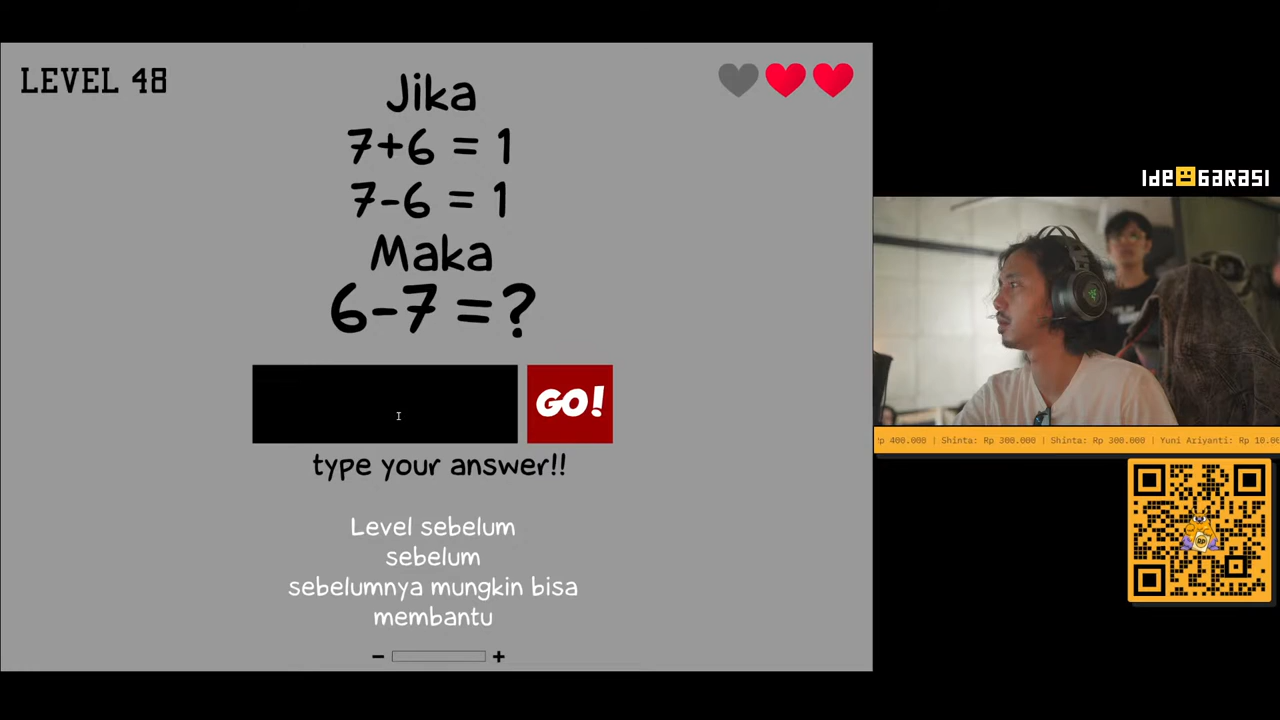 LEVEL 48
Jika
7+6 = 1
7-6 = 1
Maka
6-7 =?
GO!
type your answer!!
Level sebelum
sebelum
sebelumnya mungkin bisa
membantu
- +
IDE GARASI
400.000 | Shinta: Rp 300.000 | Shinta: Rp 300.000 | Yuni Ariyanti: Rp 10.00
RP